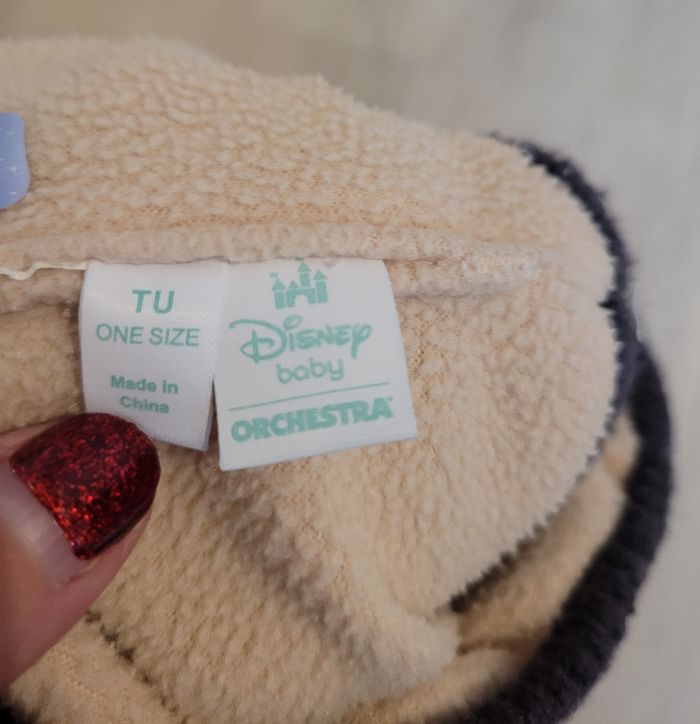 TU
ONE SIZE
Made in
China
Disney
baby
ORCHESTRA